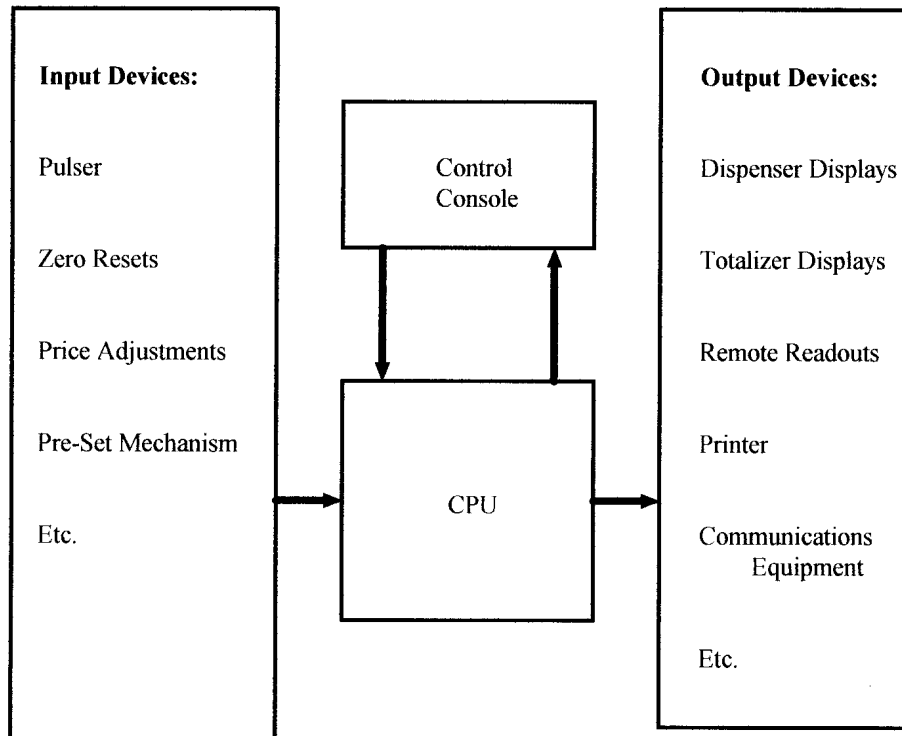 Input Devices:
Pulser
Zero Resets
Price Adjustments
Pre-Set Mechanism
Etc.
Control
Console
CPU
Output Devices:
Dispenser Displays
Totalizer Displays
Remote Readouts
Printer
Communications
Equipment
Etc.